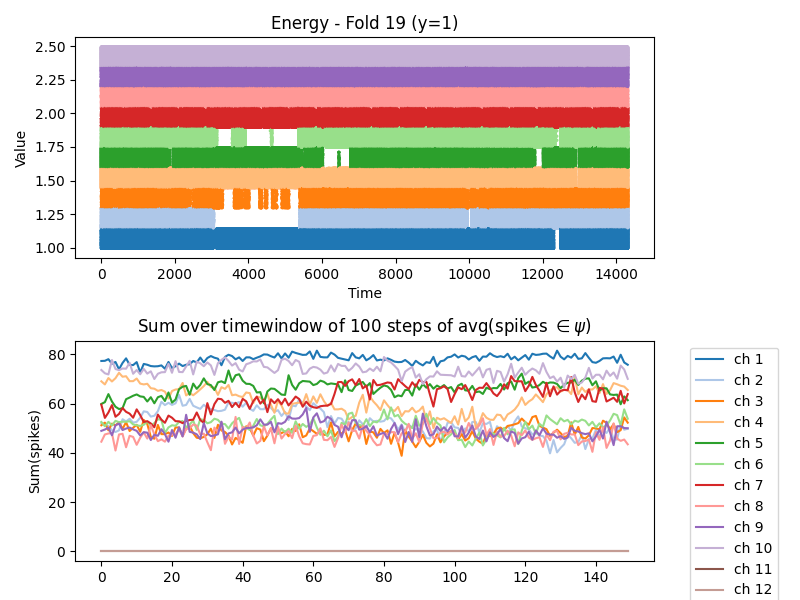 Energy - Fold 19 (y=1)
2.50
2.25
2.00
1.75
1.50
1.25
1.00
Value
0 2000 4000 6000 8000 10000 12000 14000
Time
Sum over timewindow of 100 steps of avg(spikes ∈ ψ)
80
60
40
20
0
Sum(spikes)
0 20 40 60 80 100 120 140
ch 1
ch 2
ch 3
ch 4
ch 5
ch 6
ch 7
ch 8
ch 9
ch 10
ch 11
ch 12